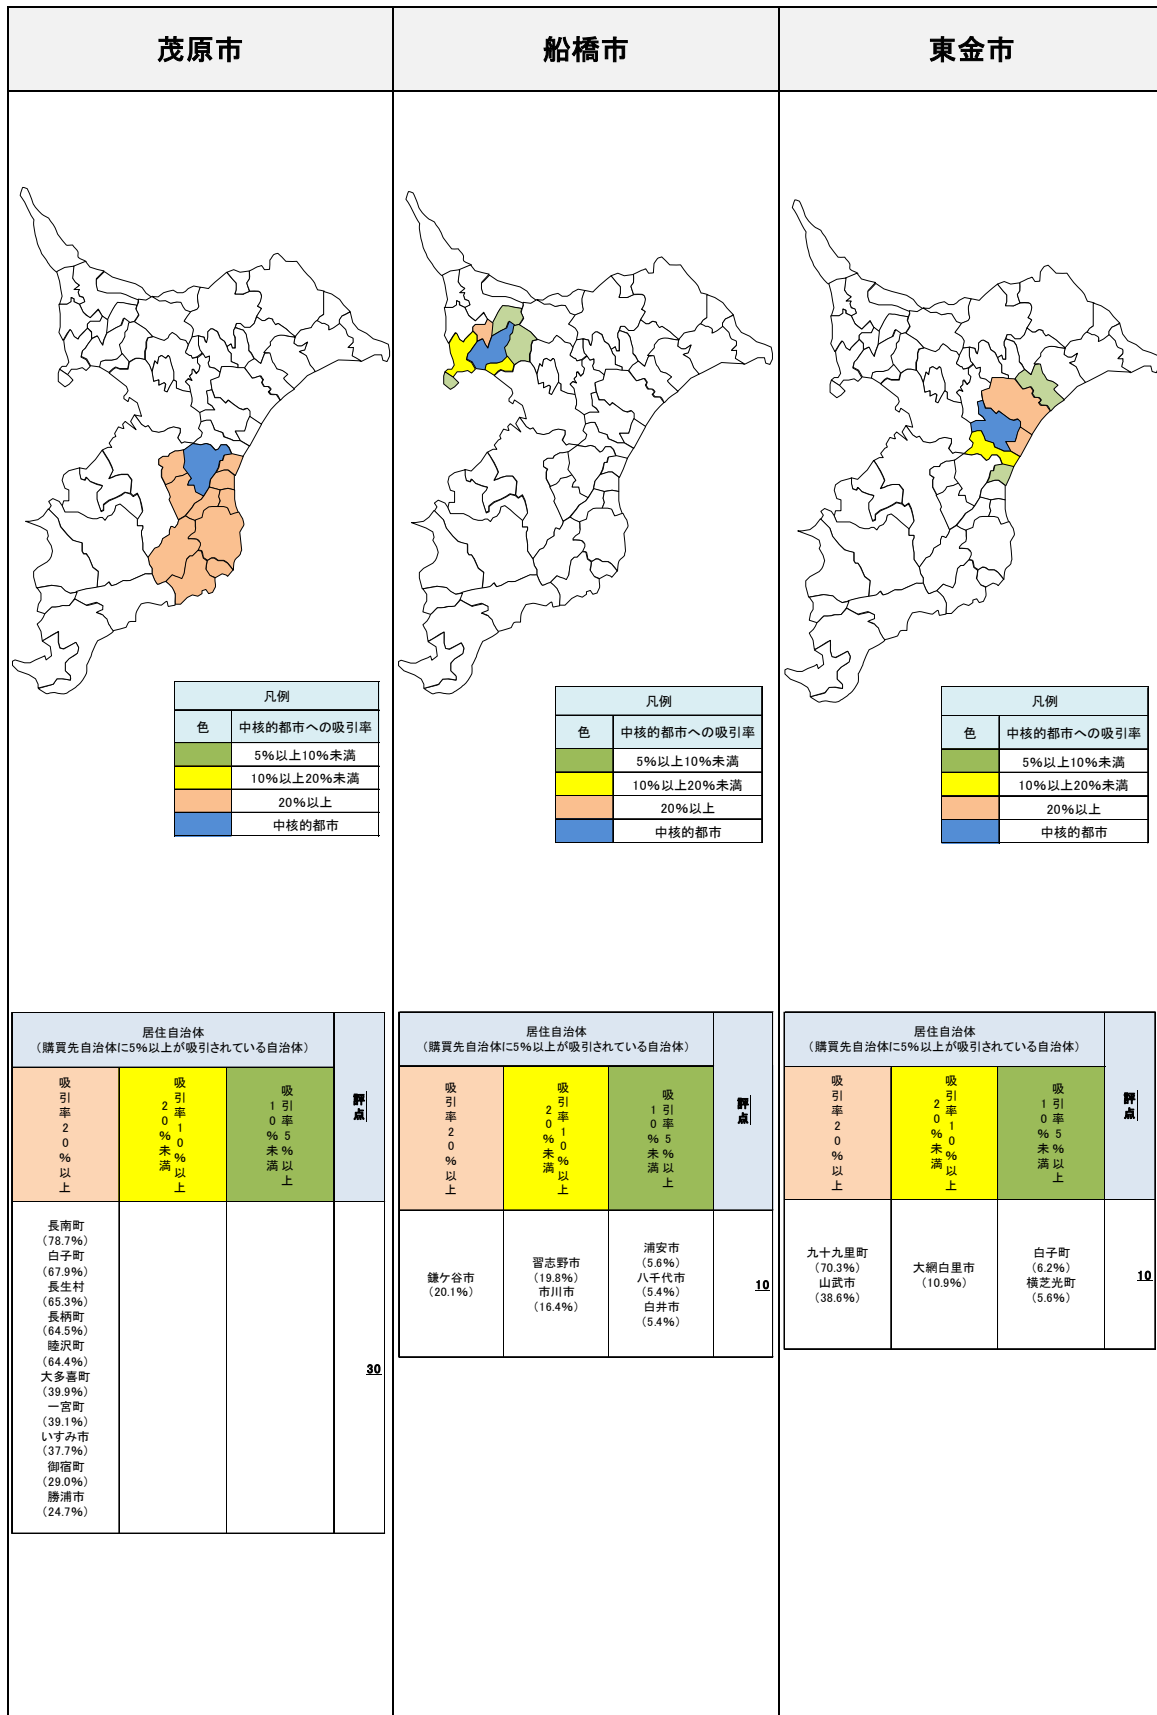 茂原市
船橋市
東金市
凡例
色 中核的都市への吸引率
5%以上10%未満
10%以上20%未満
20%以上
中核的都市
凡例
色 中核的都市への吸引率
5%以上10%未満
10%以上20%未満
20%以上
中核的都市
凡例
色 中核的都市への吸引率
5%以上10%未満
10%以上20%未満
20%以上
中核的都市
居住自治体
（購買先自治体に5%以上が吸引されている自治体）
評点
吸引率20%以上
吸引率10%以上
20%未満
吸引率5%以上
10%未満
長南町
（78.7%）
白子町
（67.9%）
長生村
（65.3%）
長柄町
（64.5%）
睦沢町
（64.4%）
大多喜町
（39.9%）
一宮町
（39.1%）
いすみ市
（37.7%）
御宿町
（29.0%）
勝浦市
（24.7%）
30
居住自治体
（購買先自治体に5%以上が吸引されている自治体）
評点
吸引率20%以上
吸引率10%以上
20%未満
吸引率5%以上
10%未満
鎌ケ谷市
（20.1%）
習志野市
（19.8%）
市川市
（16.4%）
浦安市
（5.6%）
八千代市
（5.4%）
白井市
（5.4%）
10
居住自治体
（購買先自治体に5%以上が吸引されている自治体）
評点
吸引率20%以上
吸引率10%以上
20%未満
吸引率5%以上
10%未満
九十九里町
（70.3%）
山武市
（38.6%）
大網白里市
（10.9%）
白子町
（6.2%）
横芝光町
（5.6%）
10